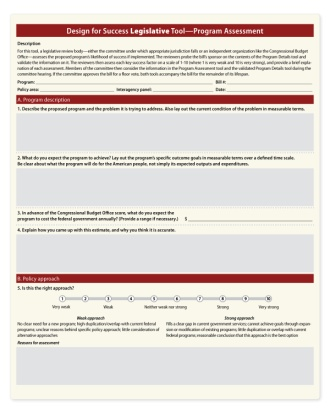 Design for Success Legislative Tool—Program Assessment
Description
For this tool, a legislative review body—either the committee under which appropriate jurisdiction falls or an independent organization like the Congressional Budget
Office—assesses the proposed program's likelihood of success if implemented. The reviewers probe the bill's sponsor on the contents of the Program Details tool and
validate the information in it. The reviewers then assess each key success factor on a scale of 1-10 (where 1 is very weak and 10 is very strong), and provide a brief expla-
nation of each assessment. Members of the committee then consider the information in the Program Assessment tool and the validated Program Details tool during the
committee hearing. If the committee approves the bill for a floor vote, both tools accompany the bill for the remainder of its lifespan.
Program:
Bill #:
Policy area:
Interagency panel:
Date:
A. Program description
1. Describe the proposed program and the problem it is trying to address. Also lay out the current condition of the problem in measurable terms.
2. What do you expect the program to achieve? Lay out the program's specific outcome goals in measurable terms over a defined time scale.
Be clear about what the program will do for the American people, not simply its expected outputs and expenditures.
3. In advance of the Congressional Budget Office score, what do you expect the
program to cost the federal government annually? (Provide a range if necessary.) $
4. Explain how you came up with this estimate, and why you think it is accurate.
B. Policy approach
5. Is this the right approach?
1 2 3 4 5 6 7 8 9 10
Very weak Weak Neither weak nor strong Strong Very strong
Weak approach
No clear need for a new program; high duplication/overlap with current federal
programs; unclear reasons behind specific policy approach; little consideration of
alternative approaches
Strong approach
Fills a clear gap in current government services; cannot achieve goals through expan-
sion or modification of existing programs; little duplication or overlap with current
federal programs; reasonable conclusion that this approach is the best option
Reasons for assessment